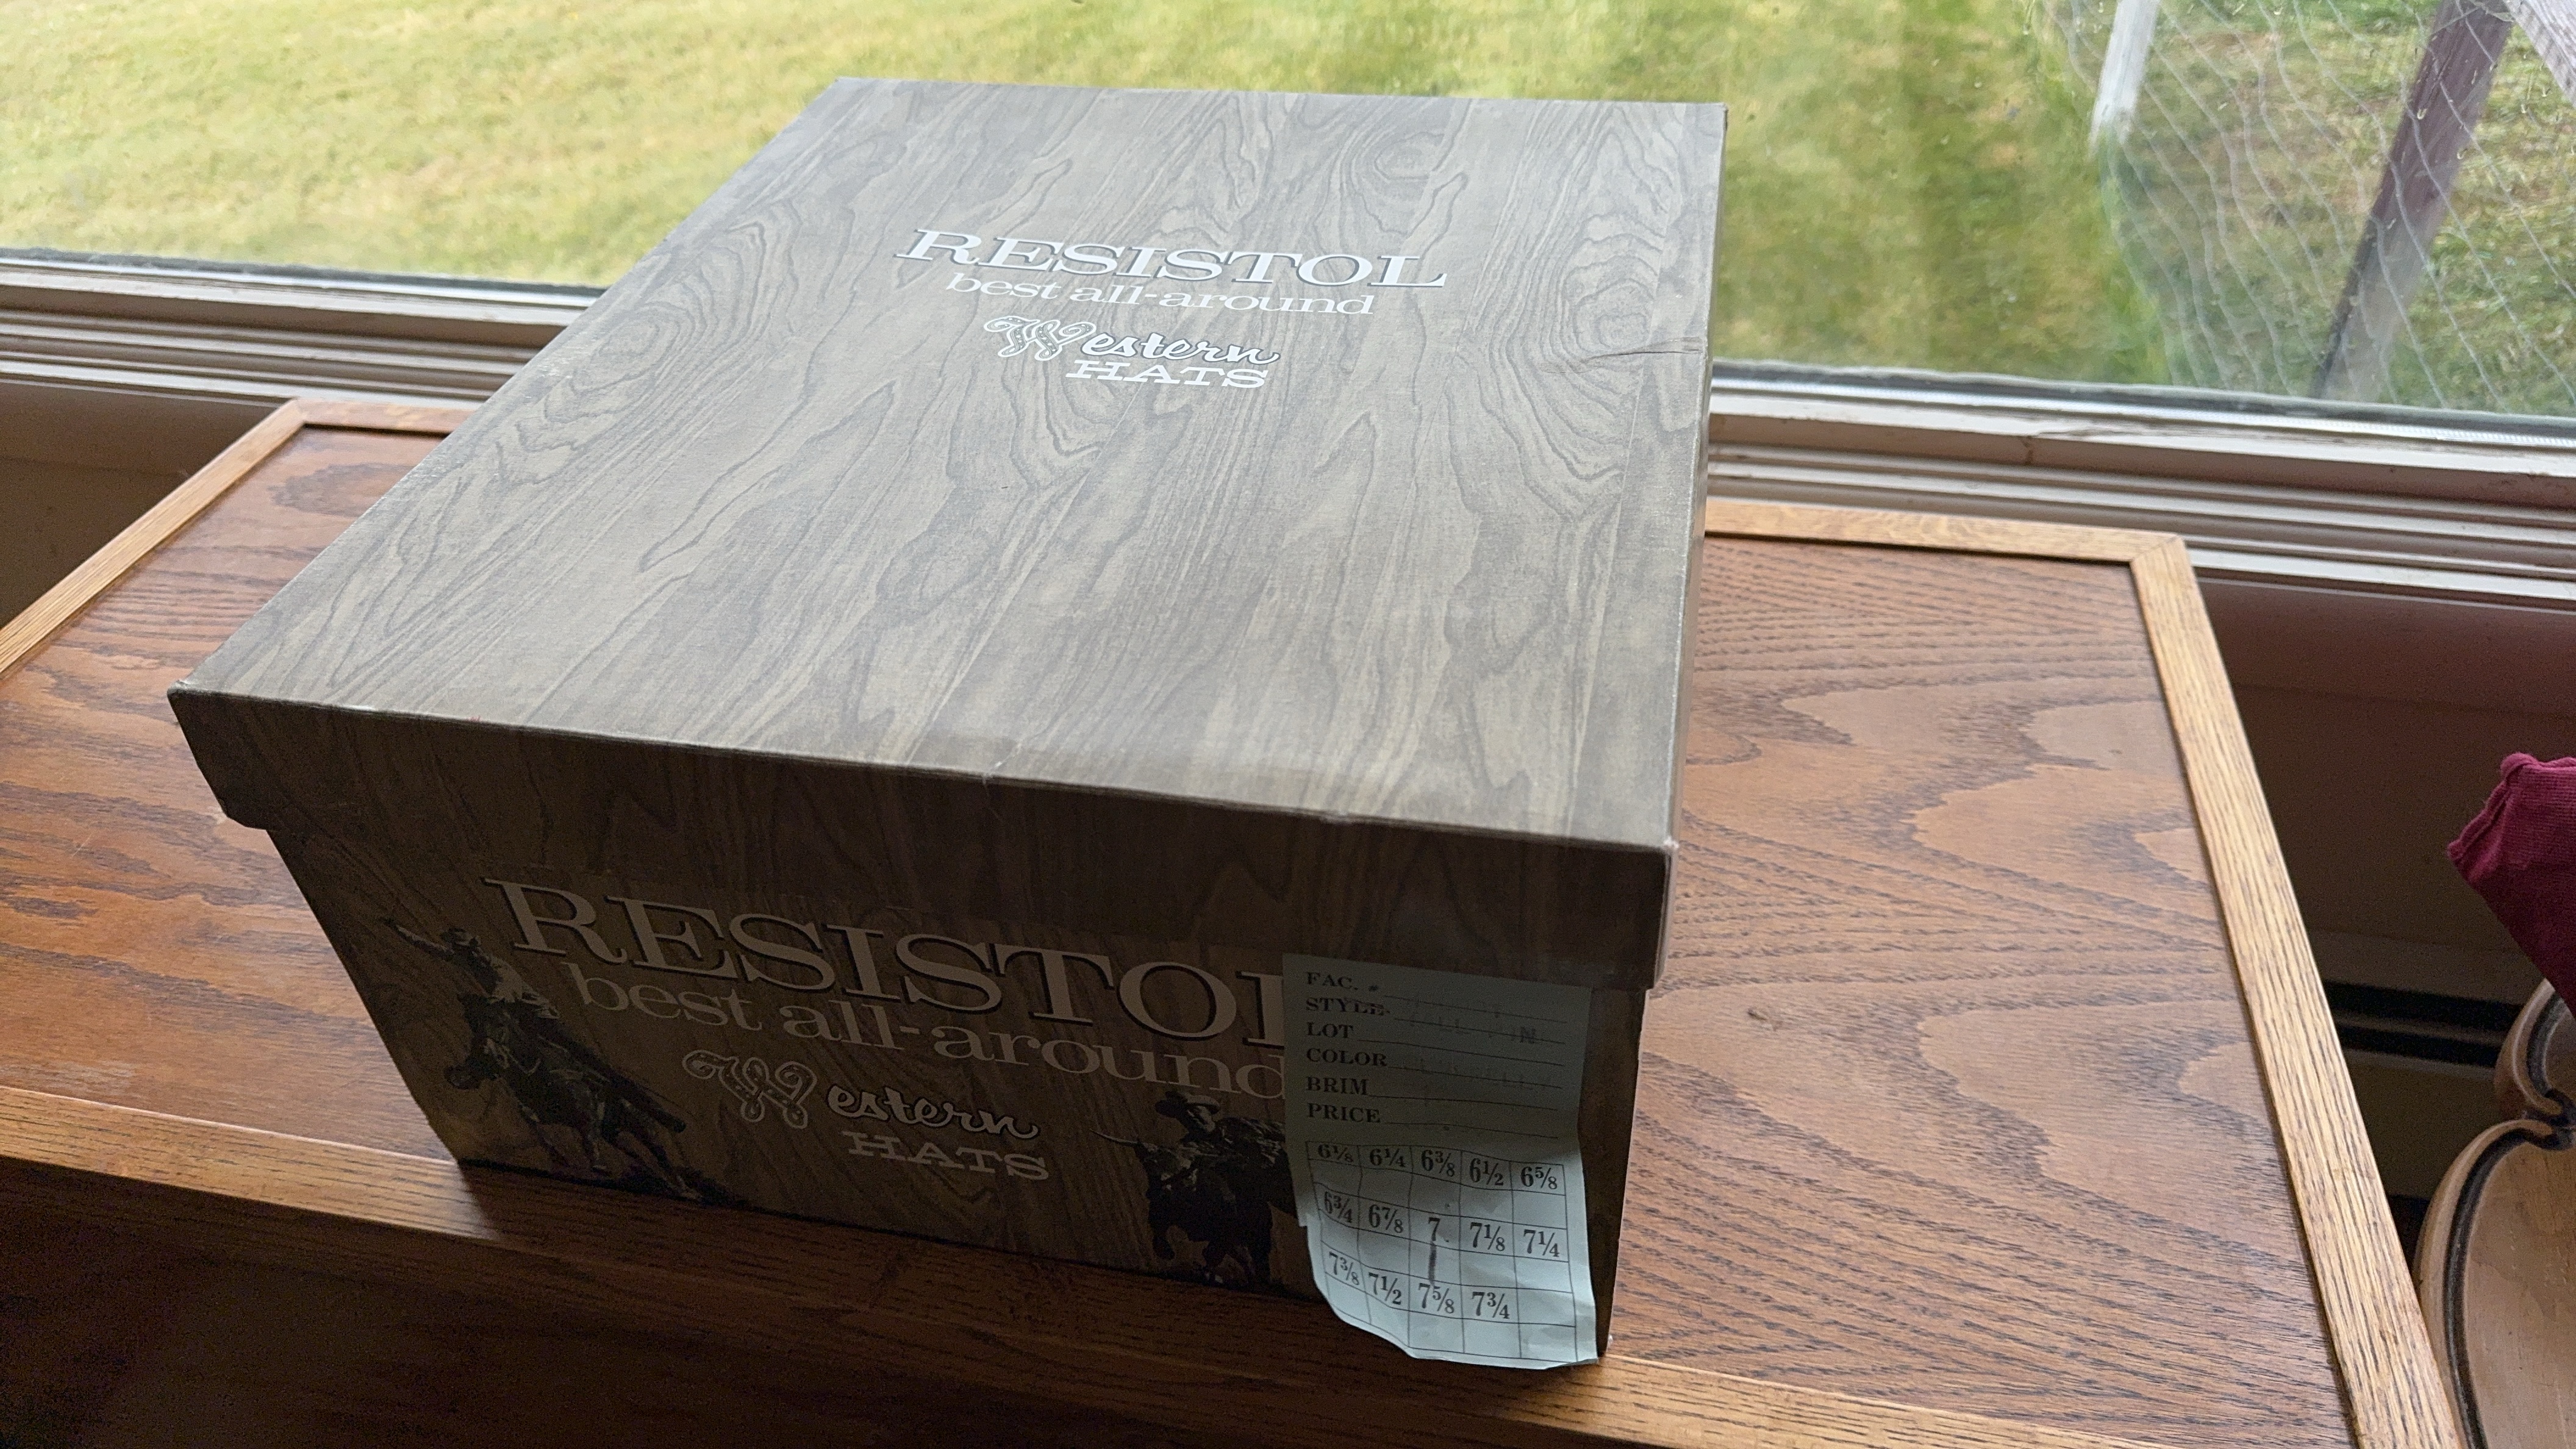 RESISTOL
best all-around
Western
HATS
RESISTOL
best all-around
Western
HATS
FAC. #
STYLE
LOT N
COLOR
BRIM
PRICE
6⅛ 6¼ 6⅜ 6½ 6⅝
6¾ 6⅞ 7 7⅛ 7¼
7⅜ 7½ 7⅝ 7¾